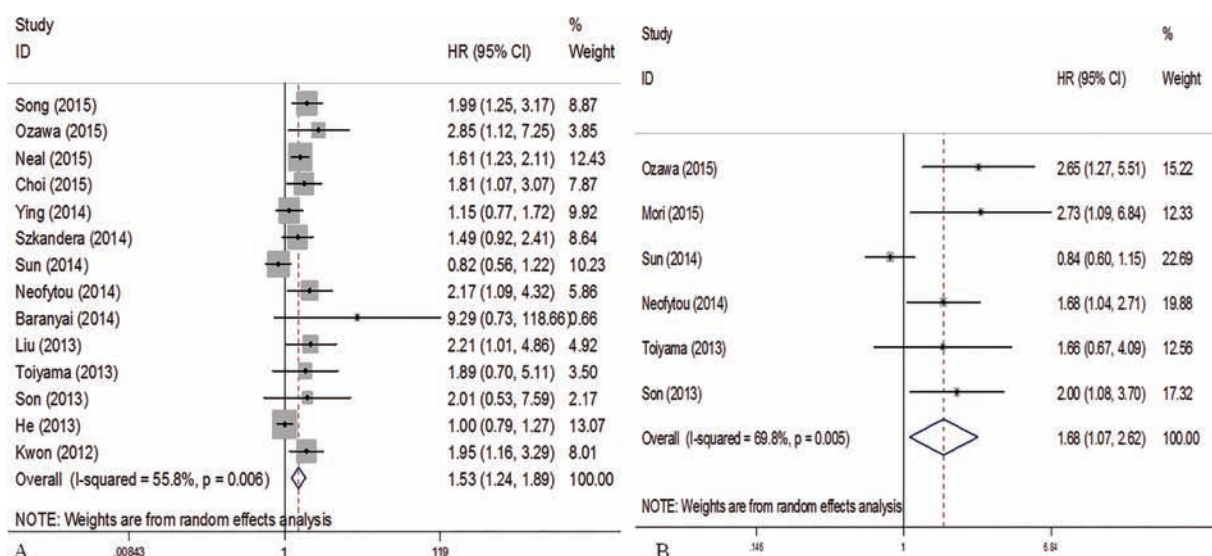 Study %
ID HR (95% CI) Weight
Song (2015) 1.99 (1.25, 3.17) 8.87
Ozawa (2015) 2.85 (1.12, 7.25) 3.85
Neal (2015) 1.61 (1.23, 2.11) 12.43
Choi (2015) 1.81 (1.07, 3.07) 7.87
Ying (2014) 1.15 (0.77, 1.72) 9.92
Szkandera (2014) 1.49 (0.92, 2.41) 8.64
Sun (2014) 0.82 (0.56, 1.22) 10.23
Neofytou (2014) 2.17 (1.09, 4.32) 5.86
Baranyai (2014) 9.29 (0.73, 118.66) 0.66
Liu (2013) 2.21 (1.01, 4.86) 4.92
Toiyama (2013) 1.89 (0.70, 5.11) 3.50
Son (2013) 2.01 (0.53, 7.59) 2.17
He (2013) 1.00 (0.79, 1.27) 13.07
Kwon (2012) 1.95 (1.16, 3.29) 8.01
Overall (I-squared = 55.8%, p = 0.006) 1.53 (1.24, 1.89) 100.00
NOTE: Weights are from random effects analysis
A .00843 1 119
Study %
ID HR (95% CI) Weight
Ozawa (2015) 2.65 (1.27, 5.51) 15.22
Mori (2015) 2.73 (1.09, 6.84) 12.33
Sun (2014) 0.84 (0.60, 1.15) 22.69
Neofytou (2014) 1.68 (1.04, 2.71) 19.88
Toiyama (2013) 1.66 (0.67, 4.09) 12.56
Son (2013) 2.00 (1.08, 3.70) 17.32
Overall (I-squared = 69.8%, p = 0.005) 1.68 (1.07, 2.62) 100.00
NOTE: Weights are from random effects analysis
B .146 1 6.84